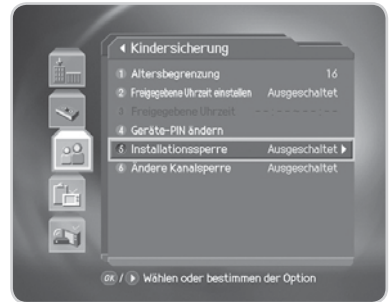 Kindersicherung
1 Altersbegrenzung 16
2 Freigegebene Uhrzeit einstellen Ausgeschaltet
3 Freigegebene Uhrzeit --:-- - --:--
4 Geräte-PIN ändern
5 Installationssperre Ausgeschaltet
6 Andere Kanalsperre Ausgeschaltet
OK / Wählen oder bestimmen der Option